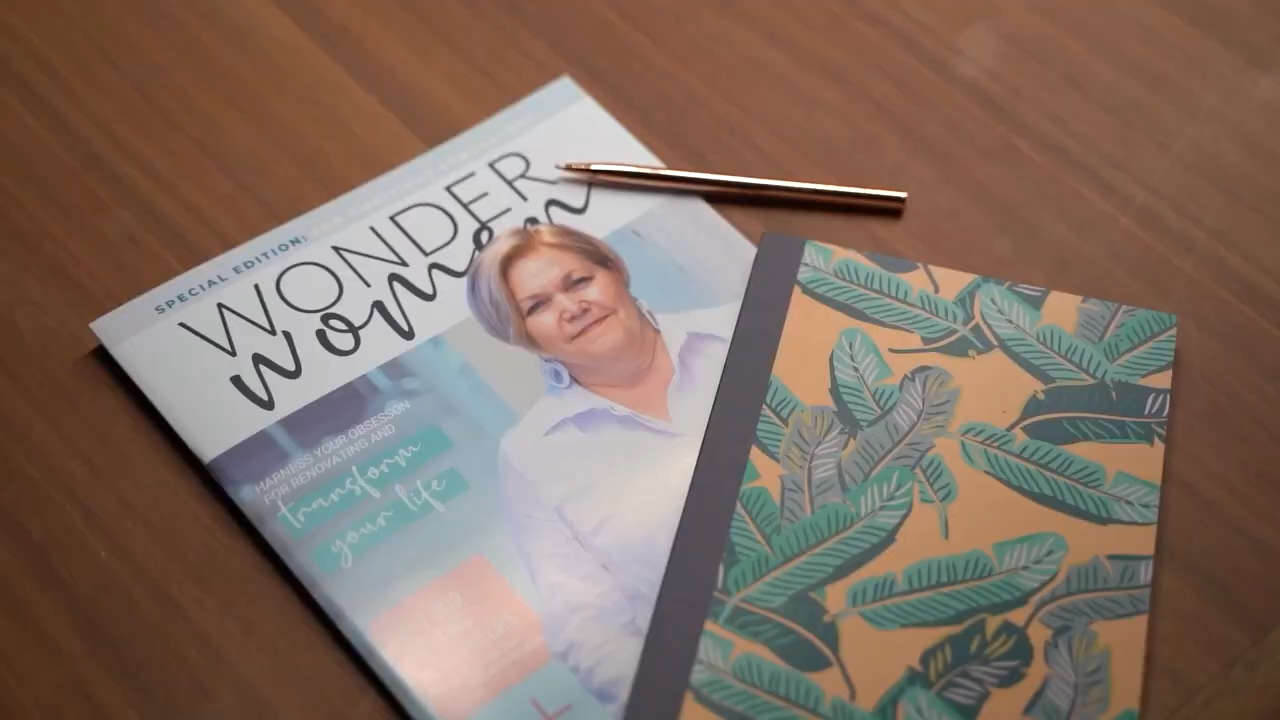 SPECIAL EDITION:
WONDER
women
HARNESS YOUR OBSESSON
FOR RENOVATING AND
transform
your life